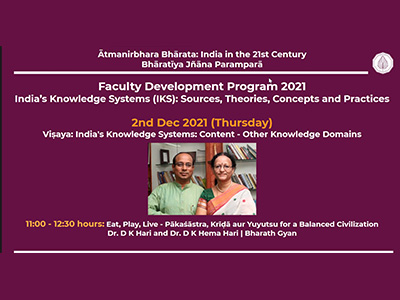 Ātmanirbhara Bhārata: India in the 21st Century
Bhāratīya Jñāna Paramparā
Faculty Development Program 2021
India's Knowledge Systems (IKS): Sources, Theories, Concepts and Practices
2nd Dec 2021 (Thursday)
Viṣaya: India's Knowledge Systems: Content - Other Knowledge Domains
11:00 - 12:30 hours: Eat, Play, Live - Pākaśāstra, Krīḍā aur Yuyutsu for a Balanced Civilization
Dr. D K Hari and Dr. D K Hema Hari | Bharath Gyan